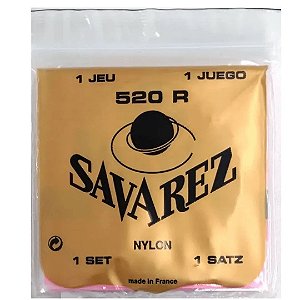 1 JEU 1 JUEGO
520 R
SAVAREZ
NYLON
1 SET 1 SATZ
made in France